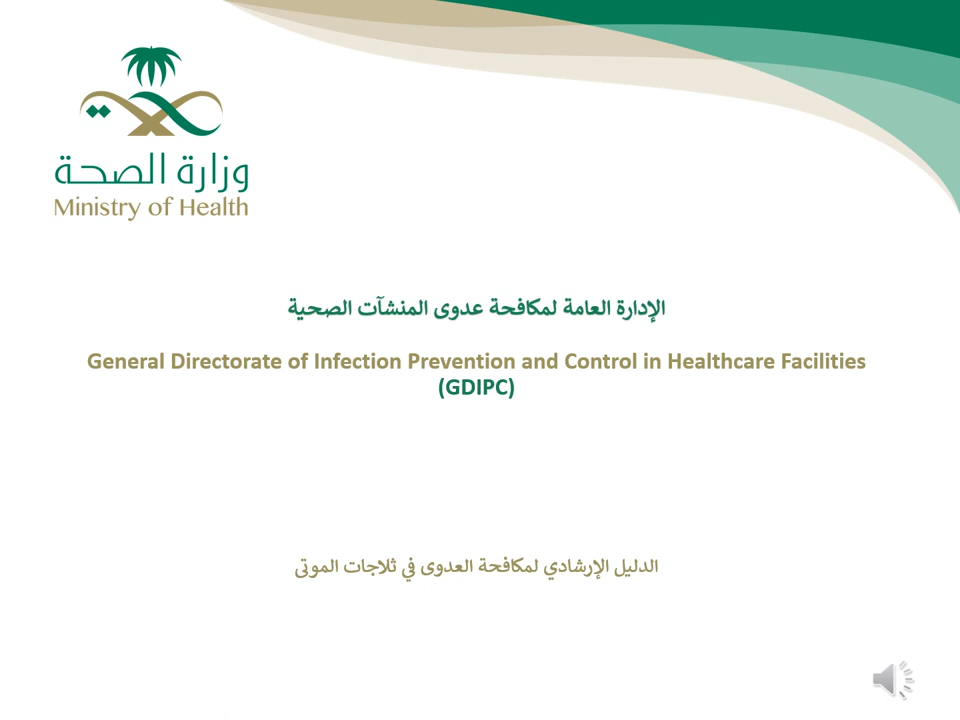 وزارة الصحة
Ministry of Health
الإدارة العامة لمكافحة عدوى المنشآت الصحية
General Directorate of Infection Prevention and Control in Healthcare Facilities
(GDIPC)
الدليل الإرشادي لمكافحة العدوى في ثلاجات الموتى